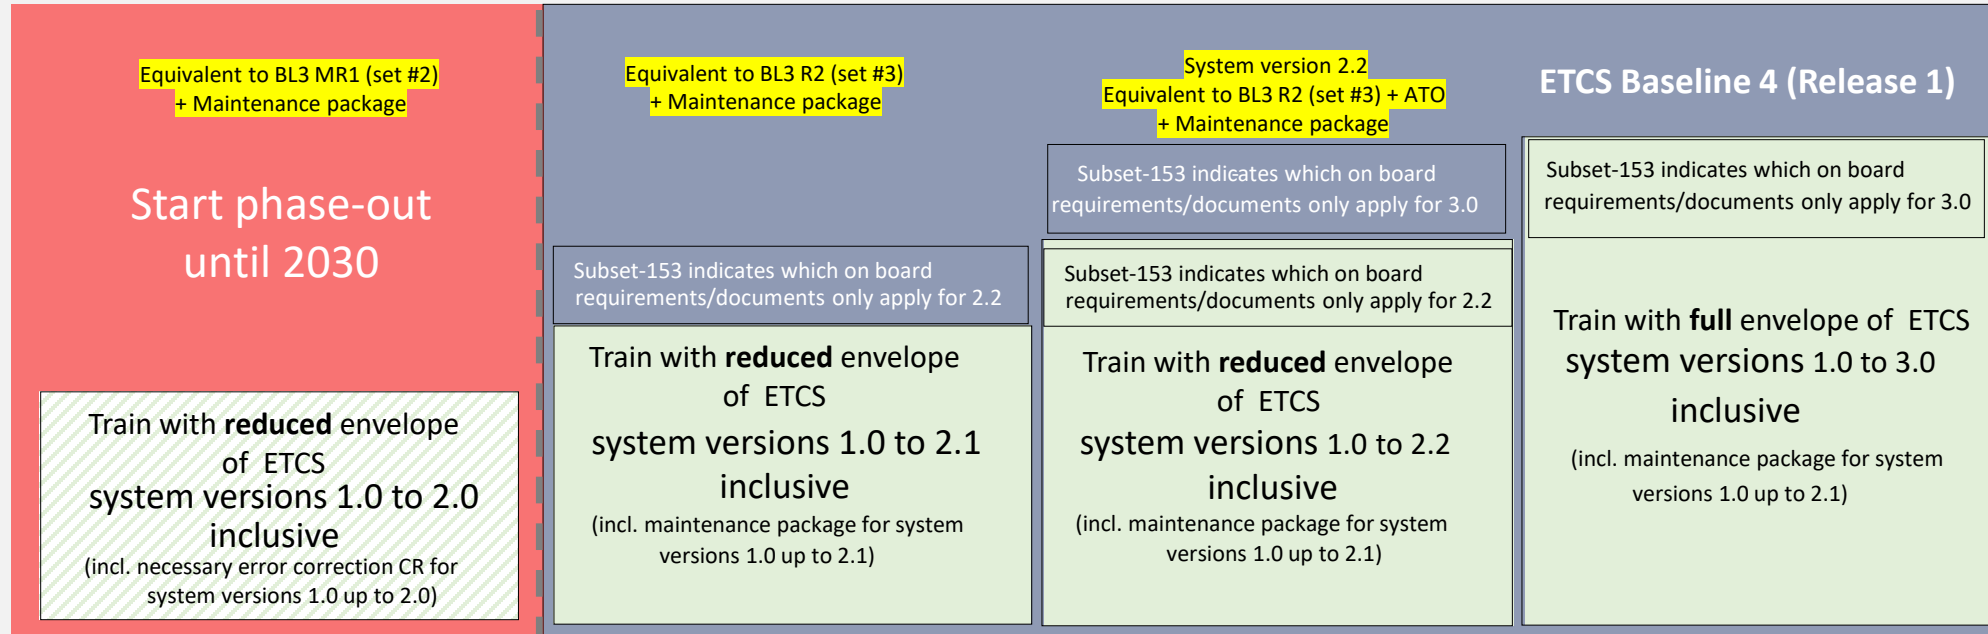 Equivalent to BL3 MR1 (set #2)
+ Maintenance package
Start phase-out
until 2030
Train with reduced envelope
of ETCS
system versions 1.0 to 2.0
inclusive
(incl. necessary error correction CR for
system versions 1.0 up to 2.0)
Equivalent to BL3 R2 (set #3)
+ Maintenance package
Subset-153 indicates which on board
requirements/documents only apply for 2.2
Train with reduced envelope
of ETCS
system versions 1.0 to 2.1
inclusive
(incl. maintenance package for system
versions 1.0 up to 2.1)
System version 2.2
Equivalent to BL3 R2 (set #3) + ATO
+ Maintenance package
Subset-153 indicates which on board
requirements/documents only apply for 3.0
Subset-153 indicates which on board
requirements/documents only apply for 2.2
Train with reduced envelope
of ETCS
system versions 1.0 to 2.2
inclusive
(incl. maintenance package for system
versions 1.0 up to 2.1)
ETCS Baseline 4 (Release 1)
Subset-153 indicates which on board
requirements/documents only apply for 3.0
Train with full envelope of ETCS
system versions 1.0 to 3.0
inclusive
(incl. maintenance package for system
versions 1.0 up to 2.1)